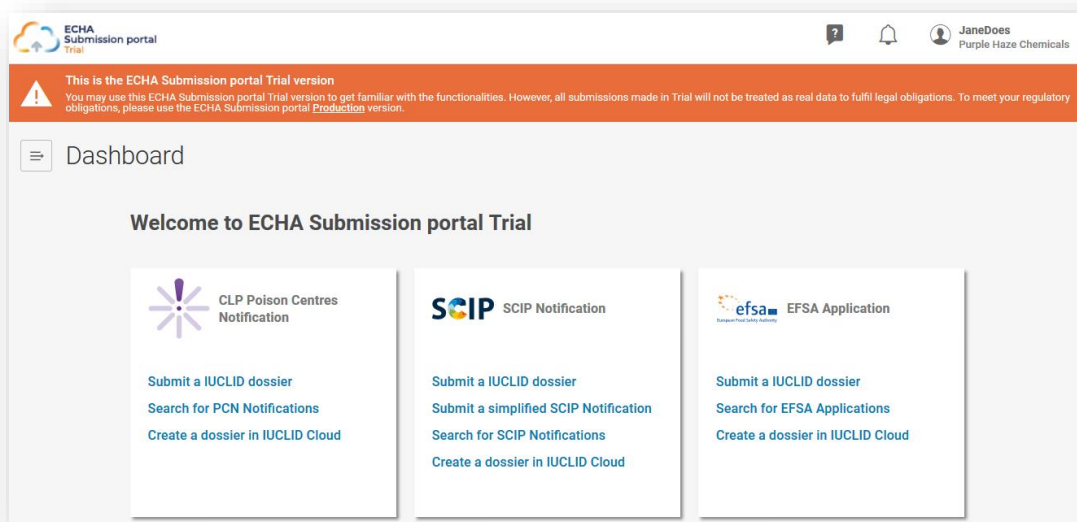 ECHA
Submission portal
Trial
?
JaneDoes
Purple Haze Chemicals
This is the ECHA Submission portal Trial version
You may use this ECHA Submission portal Trial version to get familiar with the functionalities. However, all submissions made in Trial will not be treated as real data to fulfil legal obligations. To meet your regulatory
obligations, please use the ECHA Submission portal Production version.
Dashboard
Welcome to ECHA Submission portal Trial
CLP Poison Centres
Notification
Submit a IUCLID dossier
Search for PCN Notifications
Create a dossier in IUCLID Cloud
SCIP SCIP Notification
Submit a IUCLID dossier
Submit a simplified SCIP Notification
Search for SCIP Notifications
Create a dossier in IUCLID Cloud
efsa EFSA Application
European Food Safety Authority
Submit a IUCLID dossier
Search for EFSA Applications
Create a dossier in IUCLID Cloud